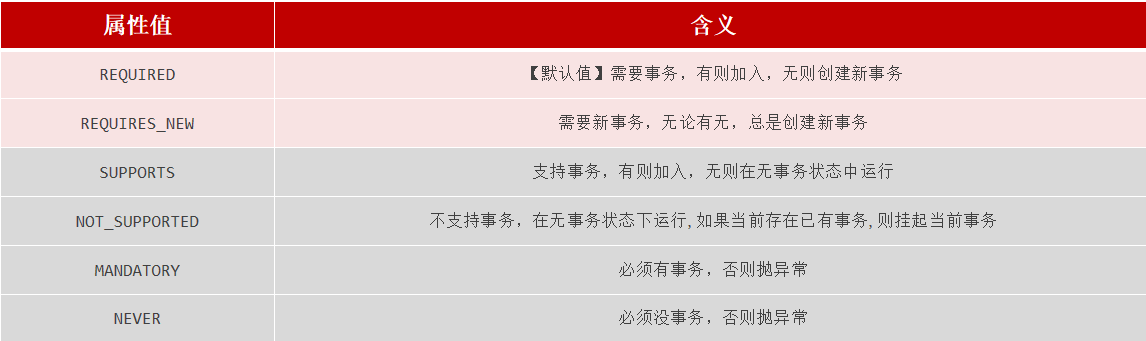 属性值 含义
REQUIRED 【默认值】需要事务，有则加入，无则创建新事务
REQUIRES_NEW 需要新事务，无论有无，总是创建新事务
SUPPORTS 支持事务，有则加入，无则在无事务状态中运行
NOT_SUPPORTED 不支持事务，在无事务状态下运行,如果当前存在已有事务,则挂起当前事务
MANDATORY 必须有事务，否则抛异常
NEVER 必须没事务，否则抛异常